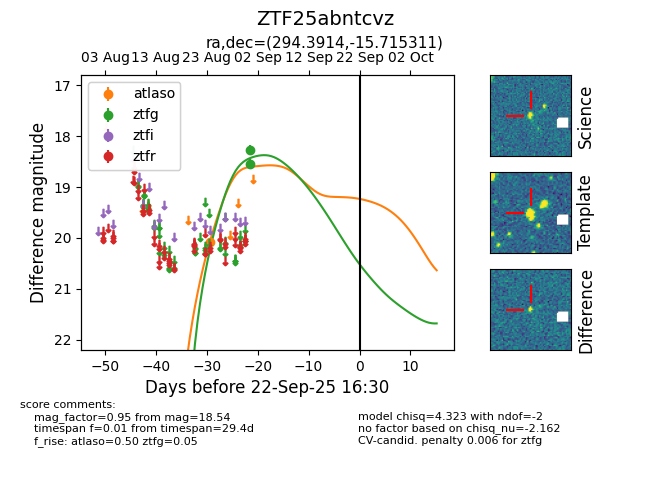 ZTF25abntcvz
ra,dec=(294.3914,-15.715311)
03 Aug 13 Aug 23 Aug 02 Sep 12 Sep 22 Sep 02 Oct
17
18
19
20
21
22
Difference magnitude
atlaso
ztfg
ztfi
ztfr
−50 −40 −30 −20 −10 0 10
Days before 22-Sep-25 16:30
Science
Template
Difference
score comments:
mag_factor=0.95 from mag=18.54
timespan f=0.01 from timespan=29.4d
f_rise: atlaso=0.50 ztfg=0.05
model chisq=4.323 with ndof=-2
no factor based on chisq_nu=-2.162
CV-candid. penalty 0.006 for ztfg